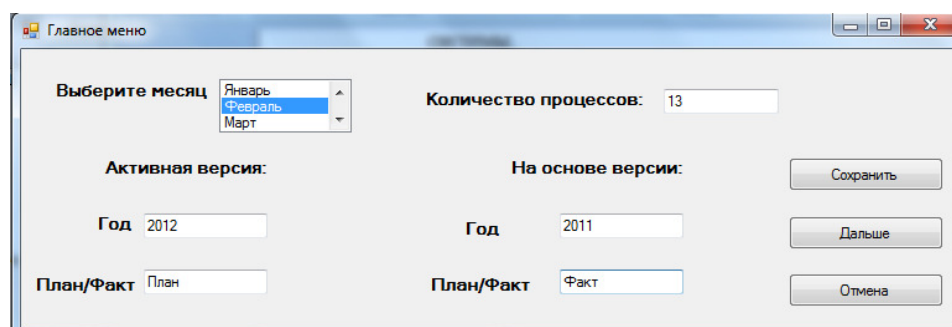 Главное меню
Выберите месяц
Январь
Февраль
Март
Количество процессов: 13
Активная версия:
На основе версии:
Сохранить
Год 2012
Год 2011
Дальше
План/Факт План
План/Факт Факт
Отмена